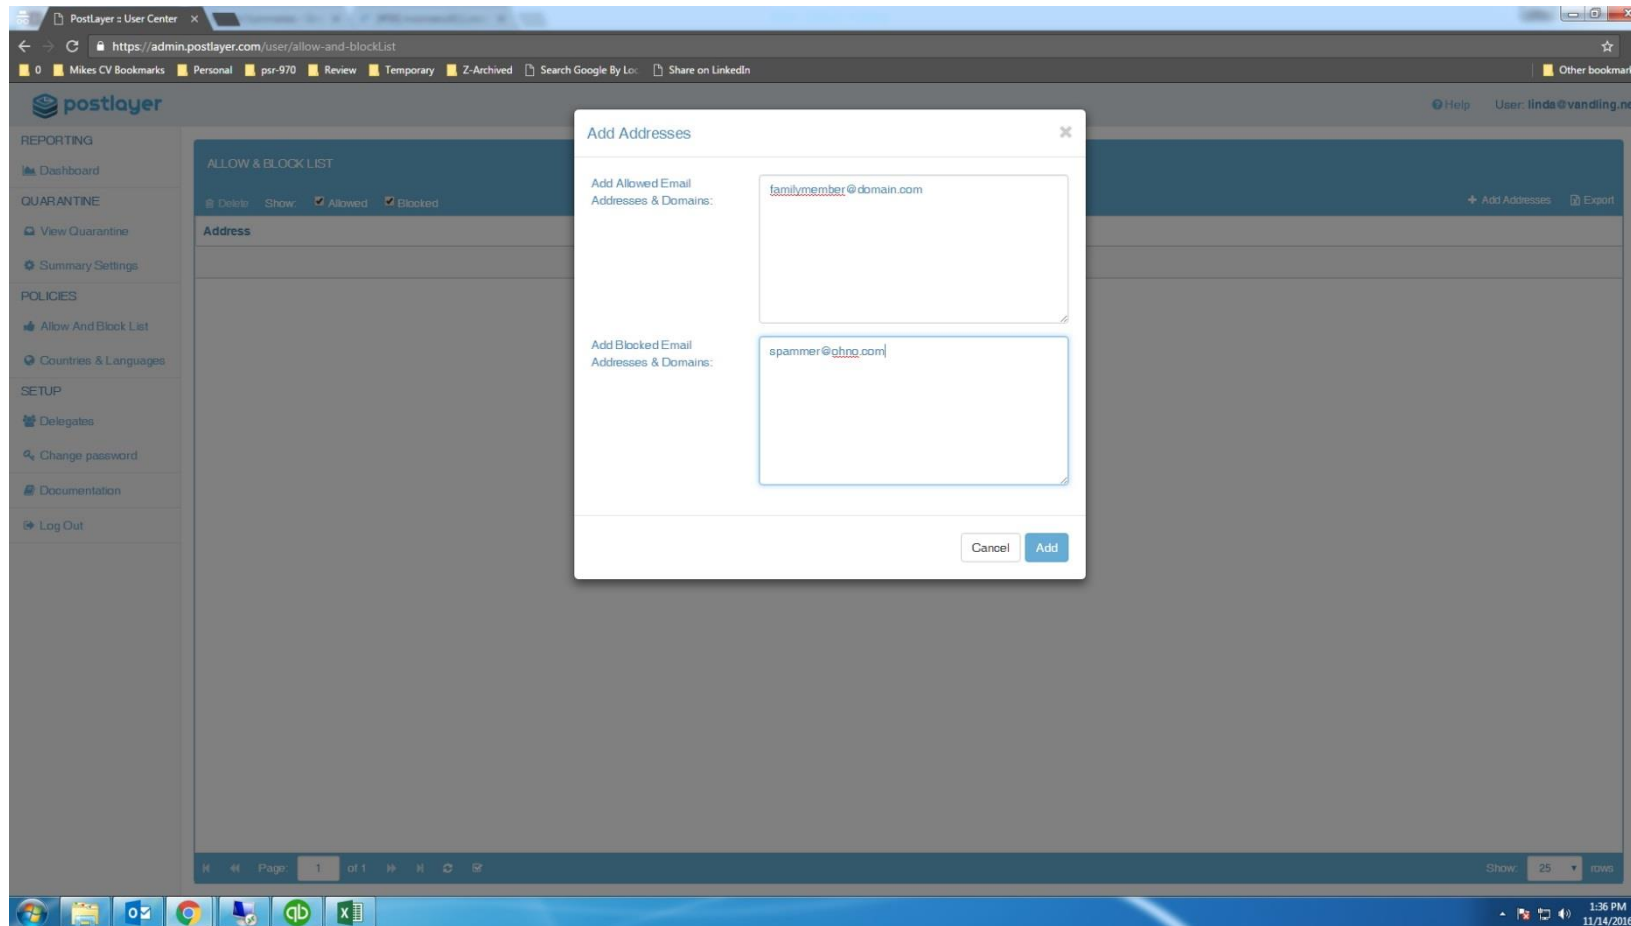 PostLayer :: User Center
https://admin.postlayer.com/user/allow-and-blockList
0 Mikes CV Bookmarks Personal psr-970 Review Temporary Z-Archived Search Google By Loc Share on LinkedIn Other bookmar
postlayer
Help User: linda@vandling.ne
REPORTING
Dashboard
QUARANTINE
View Quarantine
Summary Settings
POLICIES
Allow And Block List
Countries & Languages
SETUP
Delegates
Change password
Documentation
Log Out
ALLOW & BLOCK LIST
Delete Show: Allowed Blocked
+ Add Addresses Export
Address
Add Addresses
Add Allowed Email
Addresses & Domains:
familymember@domain.com
Add Blocked Email
Addresses & Domains:
spammer@ohno.com
Cancel Add
Page: 1 of 1
Show: 25 rows
1:36 PM
11/14/2016